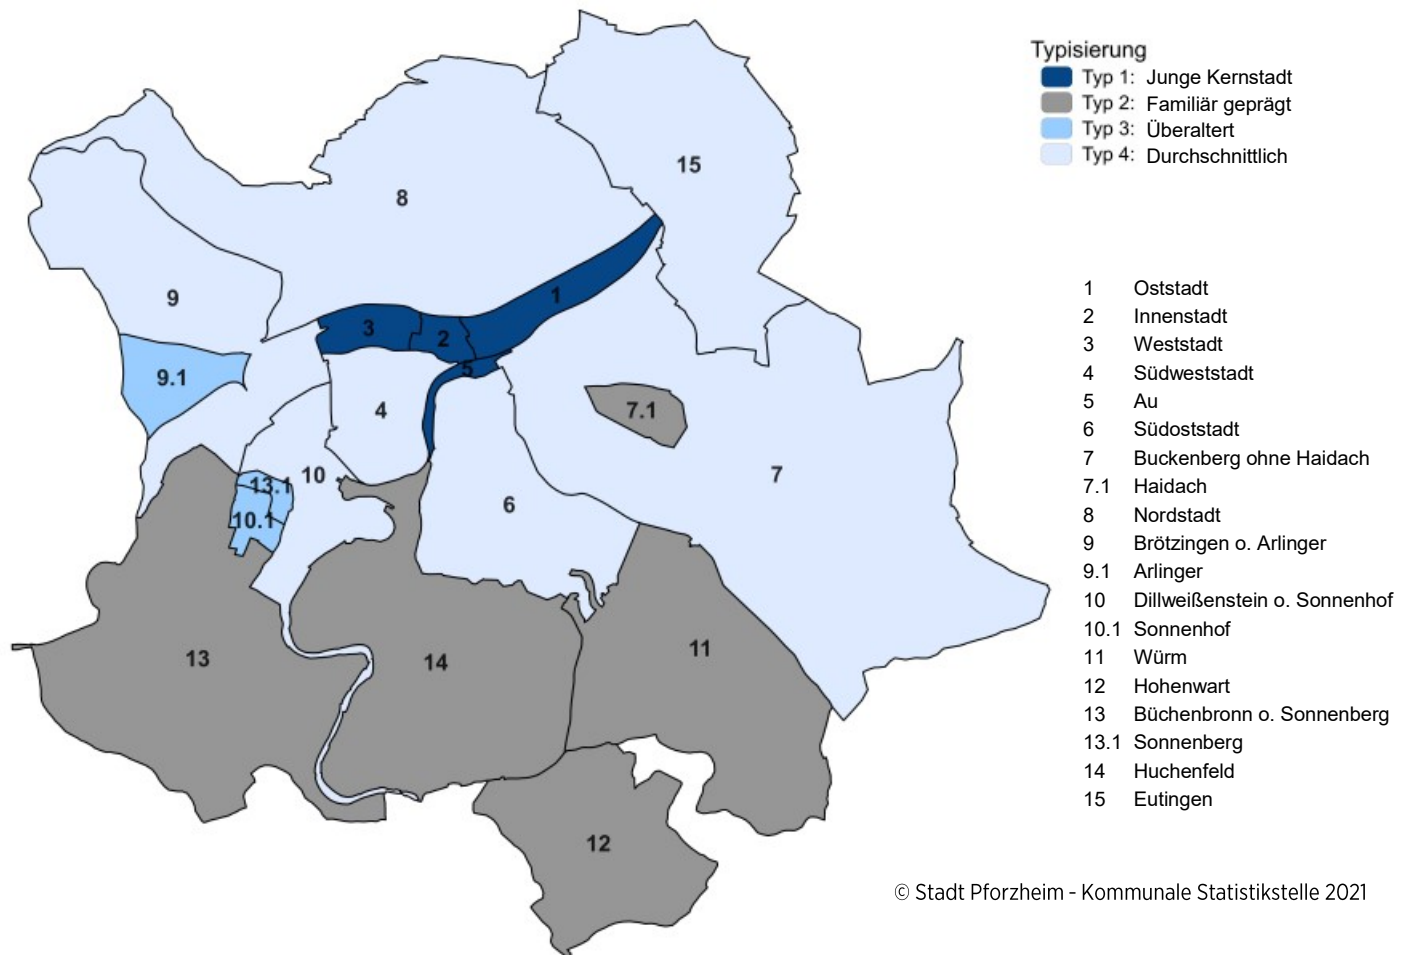 Typisierung
Typ 1: Junge Kernstadt
Typ 2: Familiär geprägt
Typ 3: Überaltert
Typ 4: Durchschnittlich
15
8
1
9
3
2
5
9.1
4
7.1
10
7
13.1
6
10.1
11
13
14
12
1 Oststadt
2 Innenstadt
3 Weststadt
4 Südweststadt
5 Au
6 Südoststadt
7 Buckenberg ohne Haidach
7.1 Haidach
8 Nordstadt
9 Brötzingen o. Arlinger
9.1 Arlinger
10 Dillweißenstein o. Sonnenhof
10.1 Sonnenhof
11 Würm
12 Hohenwart
13 Büchenbronn o. Sonnenberg
13.1 Sonnenberg
14 Huchenfeld
15 Eutingen
© Stadt Pforzheim - Kommunale Statistikstelle 2021